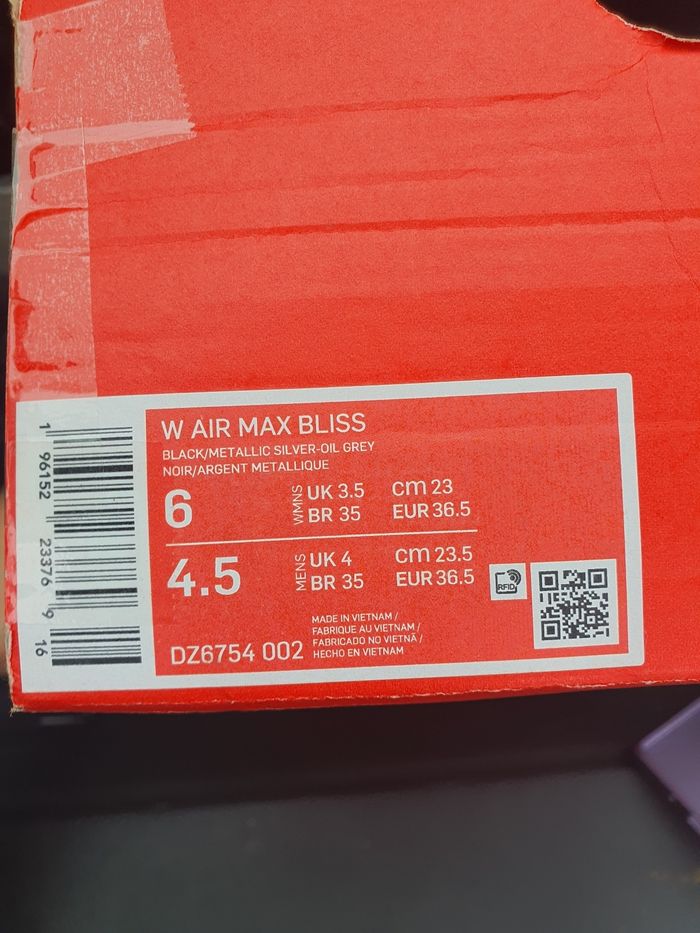 W AIR MAX BLISS
BLACK/METALLIC SILVER-OIL GREY
NOIR/ARGENT METALLIQUE
6 WMNS UK 3.5 cm 23
BR 35 EUR 36.5
4.5 MENS UK 4 cm 23.5
BR 35 EUR 36.5
RFID
DZ6754 002
MADE IN VIETNAM /
FABRIQUE AU VIETNAM /
FABRICADO NO VIETNÃ /
HECHO EN VIETNAM
1 96152 23376 9 16